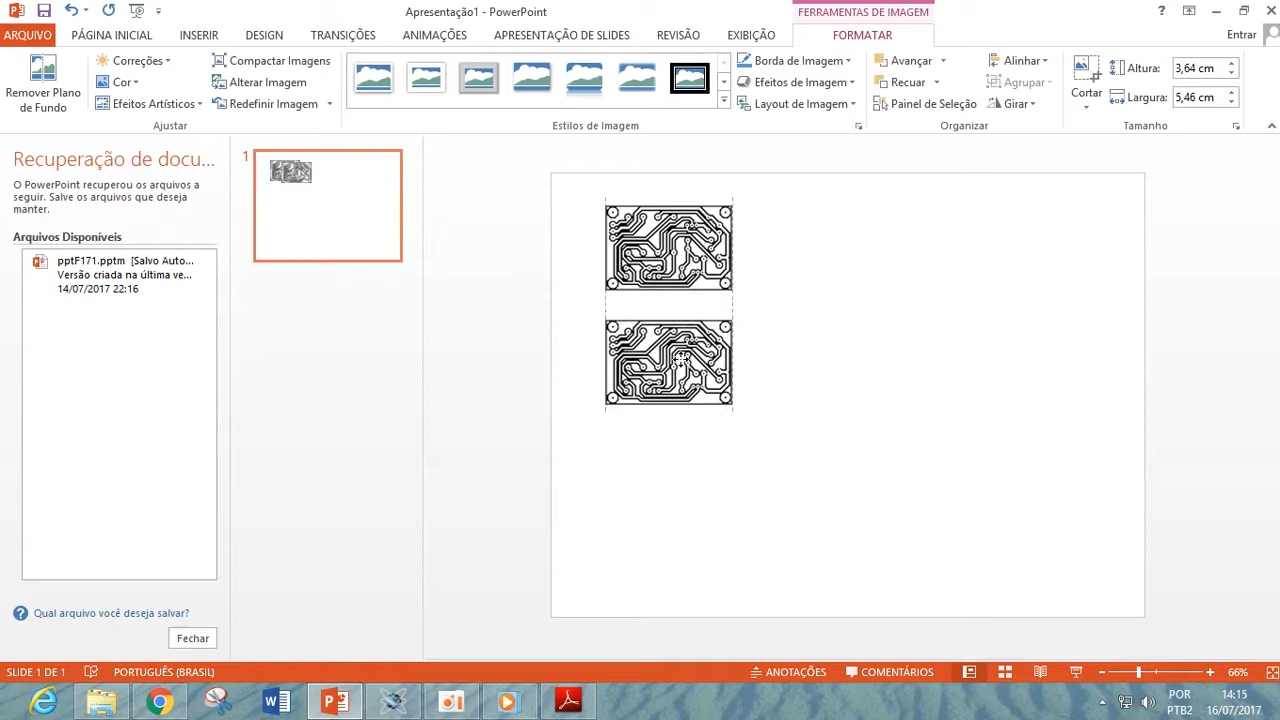 Apresentação1 - PowerPoint
FERRAMENTAS DE IMAGEM
ARQUIVO
PÁGINA INICIAL
INSERIR
DESIGN
TRANSIÇÕES
ANIMAÇÕES
APRESENTAÇÃO DE SLIDES
REVISÃO
EXIBIÇÃO
FORMATAR
Entrar
Remover Plano
de Fundo
Correções
Cor
Efeitos Artísticos
Compactar Imagens
Alterar Imagem
Redefinir Imagem
Ajustar
Estilos de Imagem
Borda de Imagem
Efeitos de Imagem
Layout de Imagem
Avançar
Recuar
Painel de Seleção
Alinhar
Agrupar
Girar
Organizar
Cortar
Altura: 3,64 cm
Largura: 5,46 cm
Tamanho
Recuperação de docu...
O PowerPoint recuperou os arquivos a
seguir. Salve os arquivos que deseja
manter.
Arquivos Disponíveis
pptF171.pptm [Salvo Auto...
Versão criada na última ve...
14/07/2017 22:16
Qual arquivo você deseja salvar?
Fechar
1
SLIDE 1 DE 1
PORTUGUÊS (BRASIL)
ANOTAÇÕES
COMENTÁRIOS
66%
POR
PTB2
14:15
16/07/2017